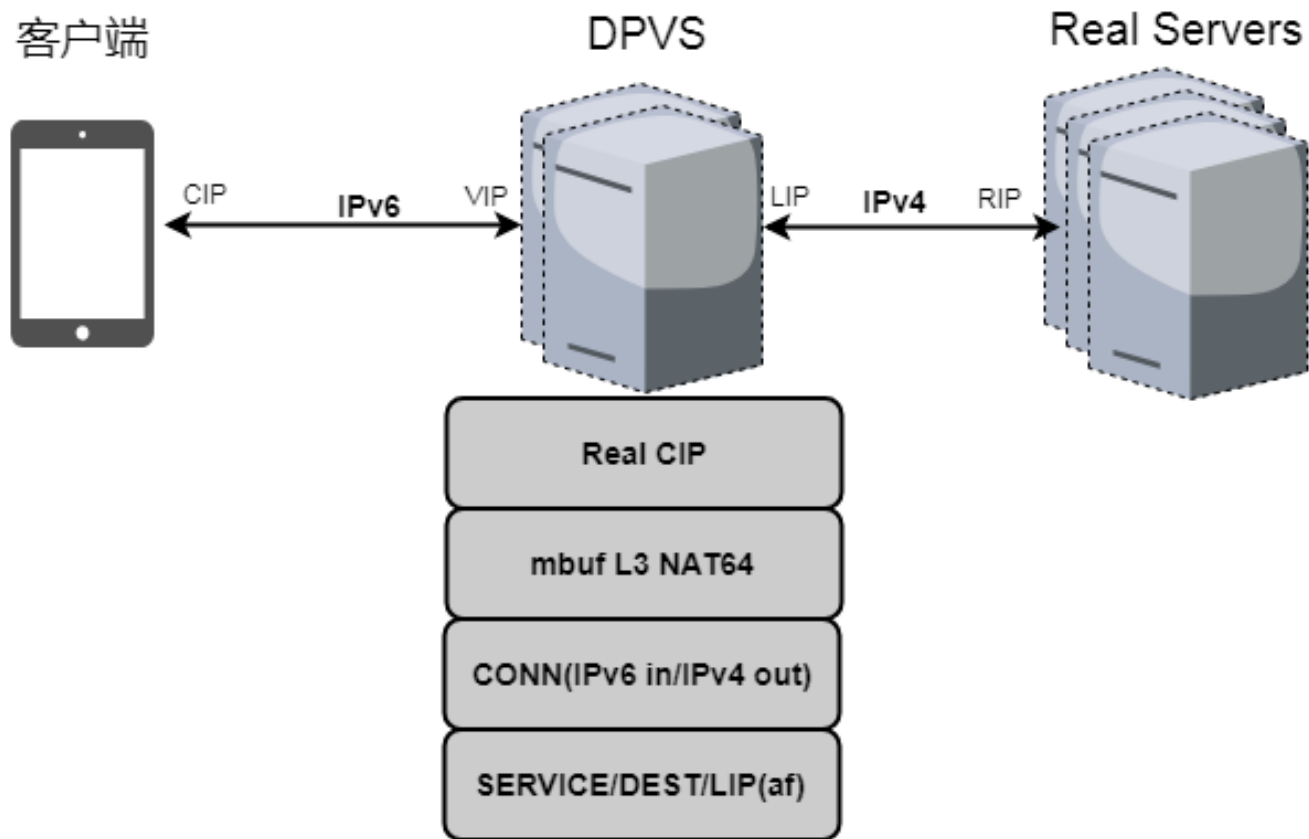 客户端
DPVS
Real Servers
CIP
IPv6
VIP
LIP
IPv4
RIP
Real CIP
mbuf L3 NAT64
CONN(IPv6 in/IPv4 out)
SERVICE/DEST/LIP(af)